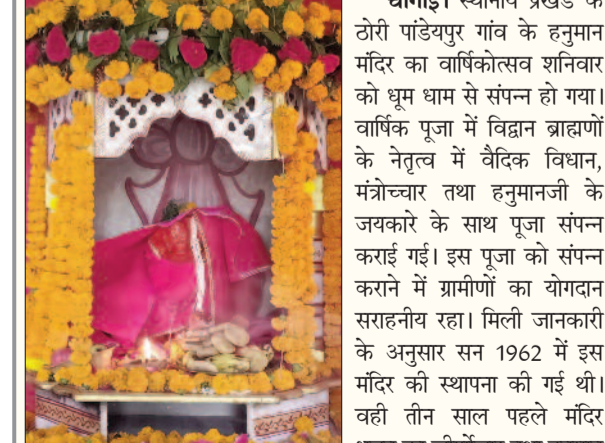 स्थानीय प्रखंड के
ठोरी पांडेयपुर गांव के हनुमान
मंदिर का वार्षिकोत्सव शनिवार
को धूम धाम से संपन्न हो गया।
वार्षिक पूजा में विद्वान ब्राह्मणों
के नेतृत्व में वैदिक विधान,
मंत्रोच्चार तथा हनुमानजी के
जयकारे के साथ पूजा संपन्न
कराई गई। इस पूजा को संपन्न
कराने में ग्रामीणों का योगदान
सराहनीय रहा। मिली जानकारी
के अनुसार सन 1962 में इस
मंदिर की स्थापना की गई थी।
वही तीन साल पहले मंदिर